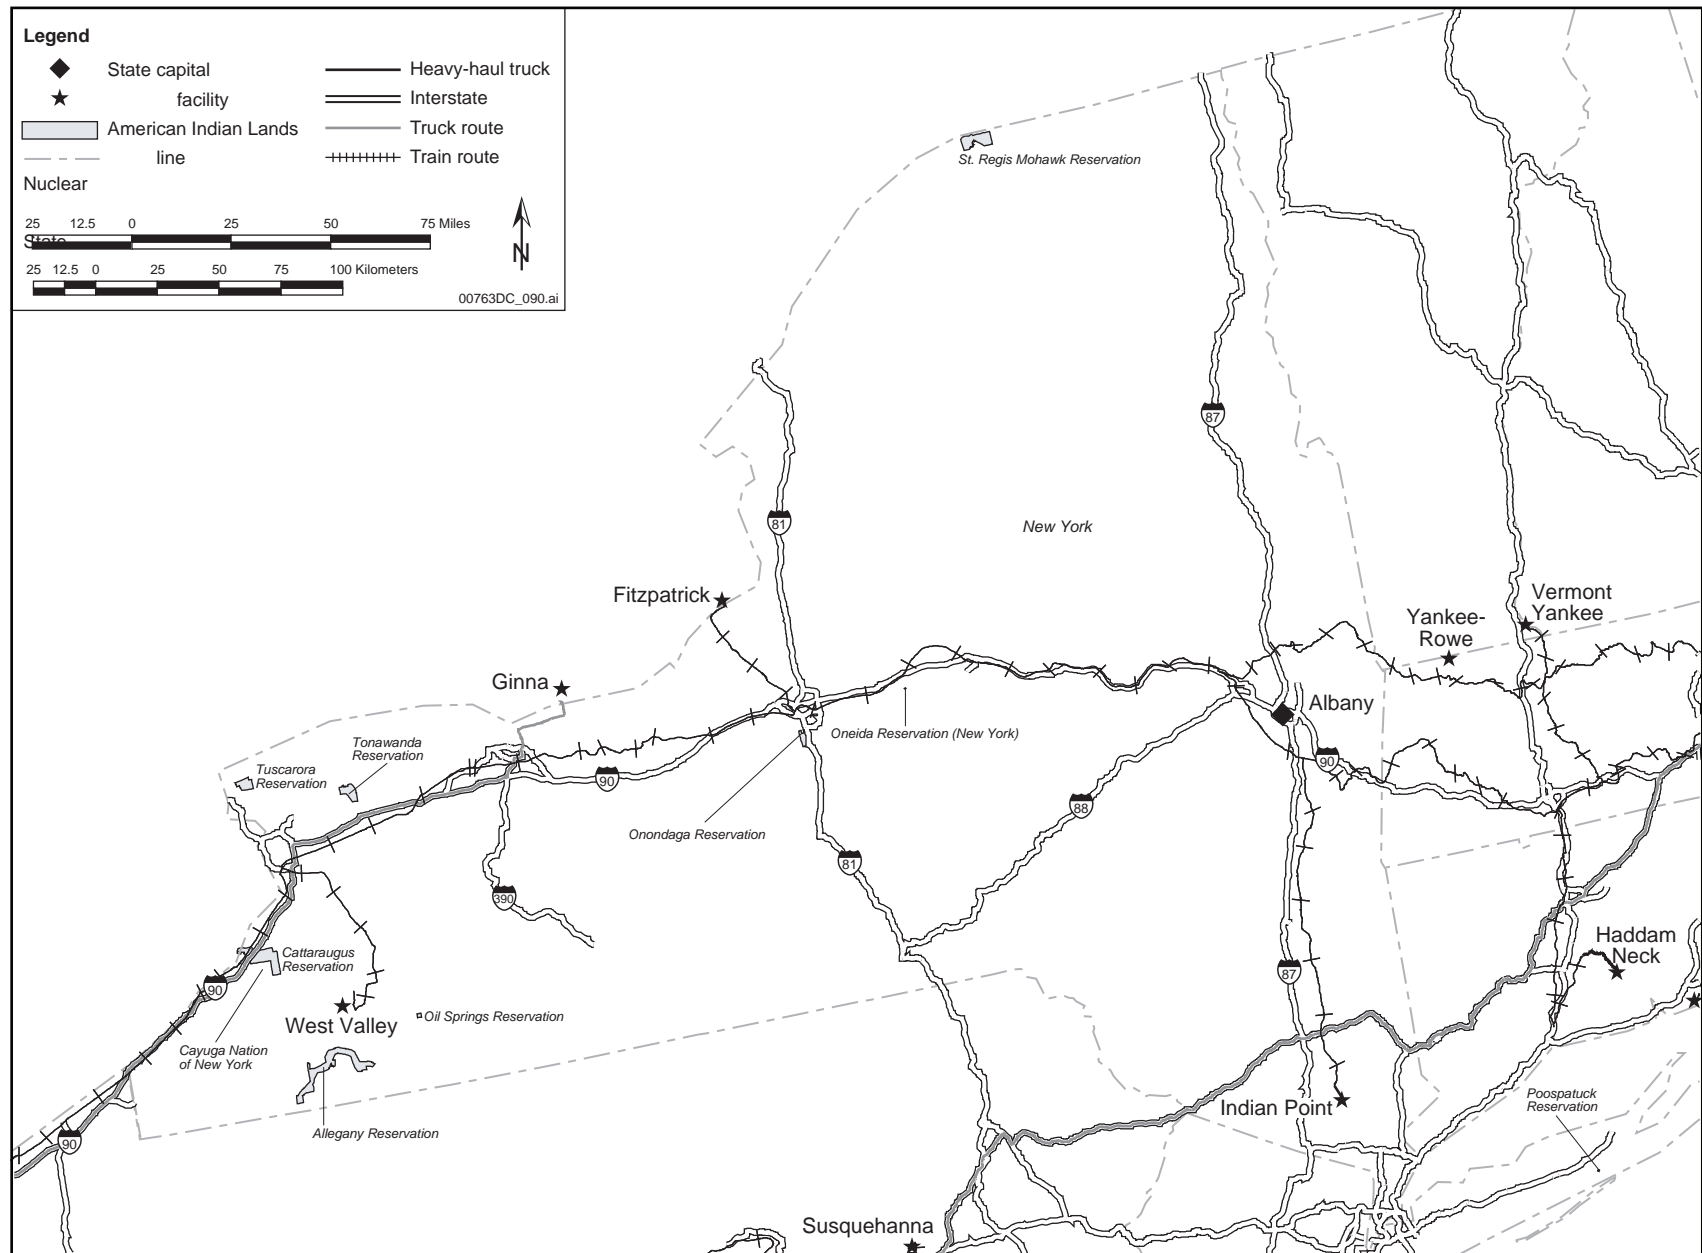 Legend
State capital
Heavy-haul truck
facility
Interstate
American Indian Lands
Truck route
line
Train route
Nuclear
25 12.5 0 25 50 75 Miles
State
N
25 12.5 0 25 50 75 100 Kilometers
00763DC_090.ai
St. Regis Mohawk Reservation
87
81
New York
Fitzpatrick
Vermont
Yankee
Yankee-
Rowe
Ginna
Albany
Oneida Reservation (New York)
Tonawanda
Reservation
Tuscarora
Reservation
90
90
88
Onondaga Reservation
81
390
Haddam
Neck
Cattaraugus
Reservation
87
90
West Valley
Oil Springs Reservation
Cayuga Nation
of New York
Indian Point
Poospatuck
Reservation
Allegany Reservation
90
Susquehanna